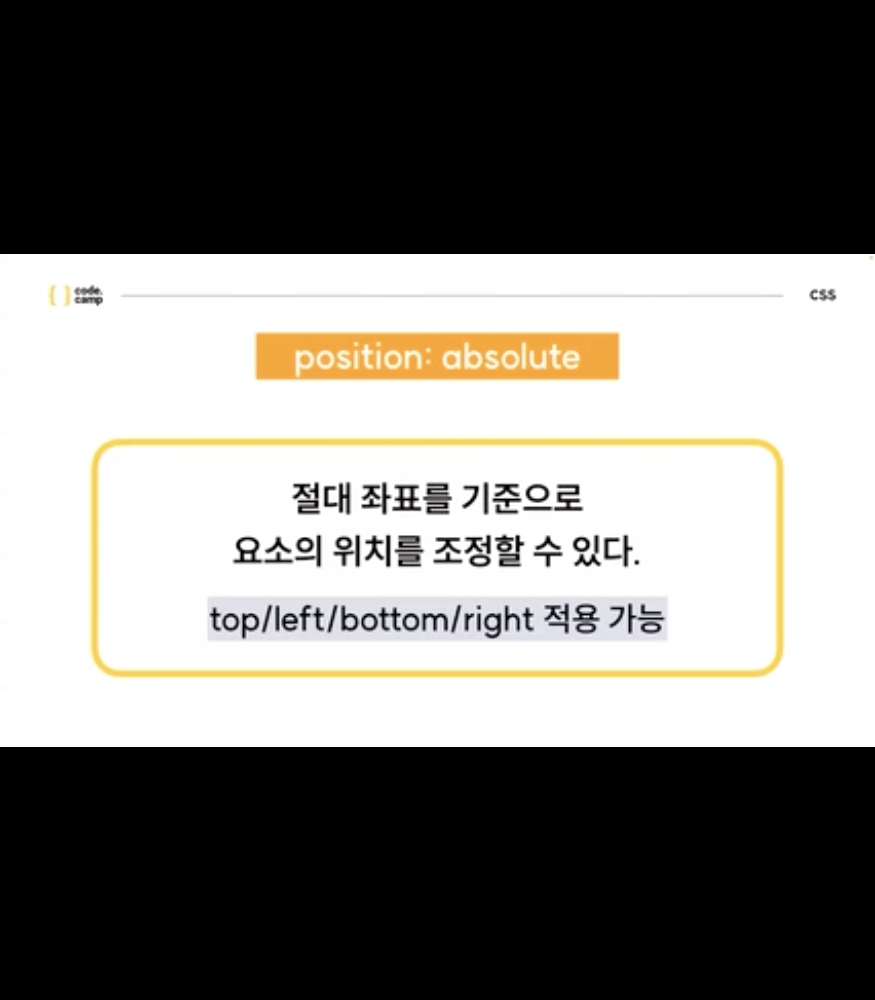 [ ] code.
camp
CSS
position: absolute
절대 좌표를 기준으로
요소의 위치를 조정할 수 있다.
top/left/bottom/right 적용 가능